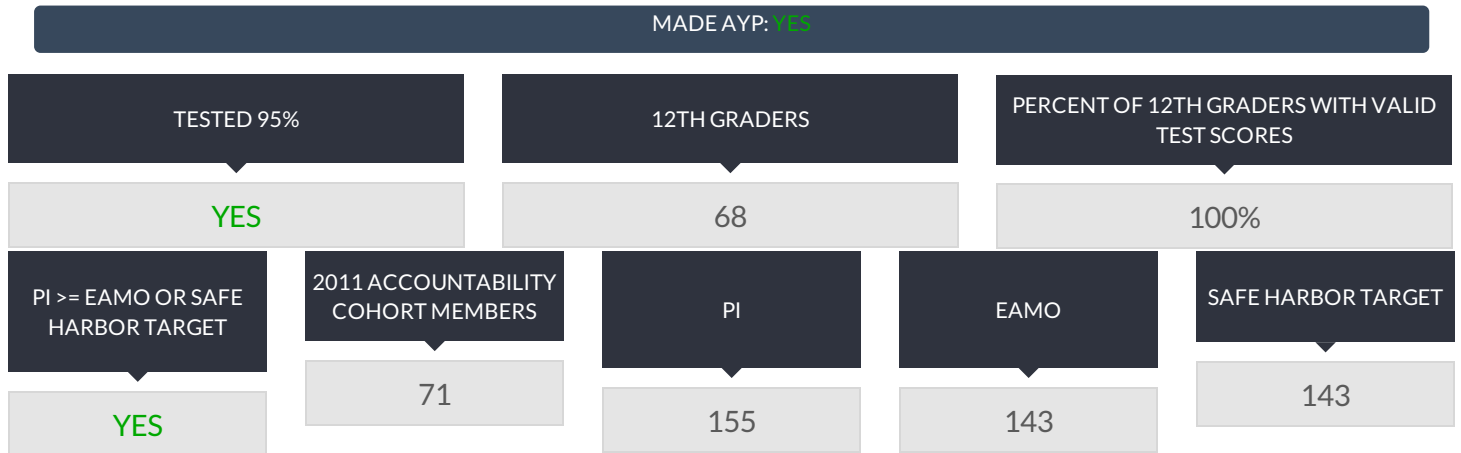 MADE AYP: YES
TESTED 95%
12TH GRADERS
PERCENT OF 12TH GRADERS WITH VALID
TEST SCORES
YES
68
100%
PI >= EAMO OR SAFE
HARBOR TARGET
2011 ACCOUNTABILITY
COHORT MEMBERS
PI
EAMO
SAFE HARBOR TARGET
YES
71
155
143
143